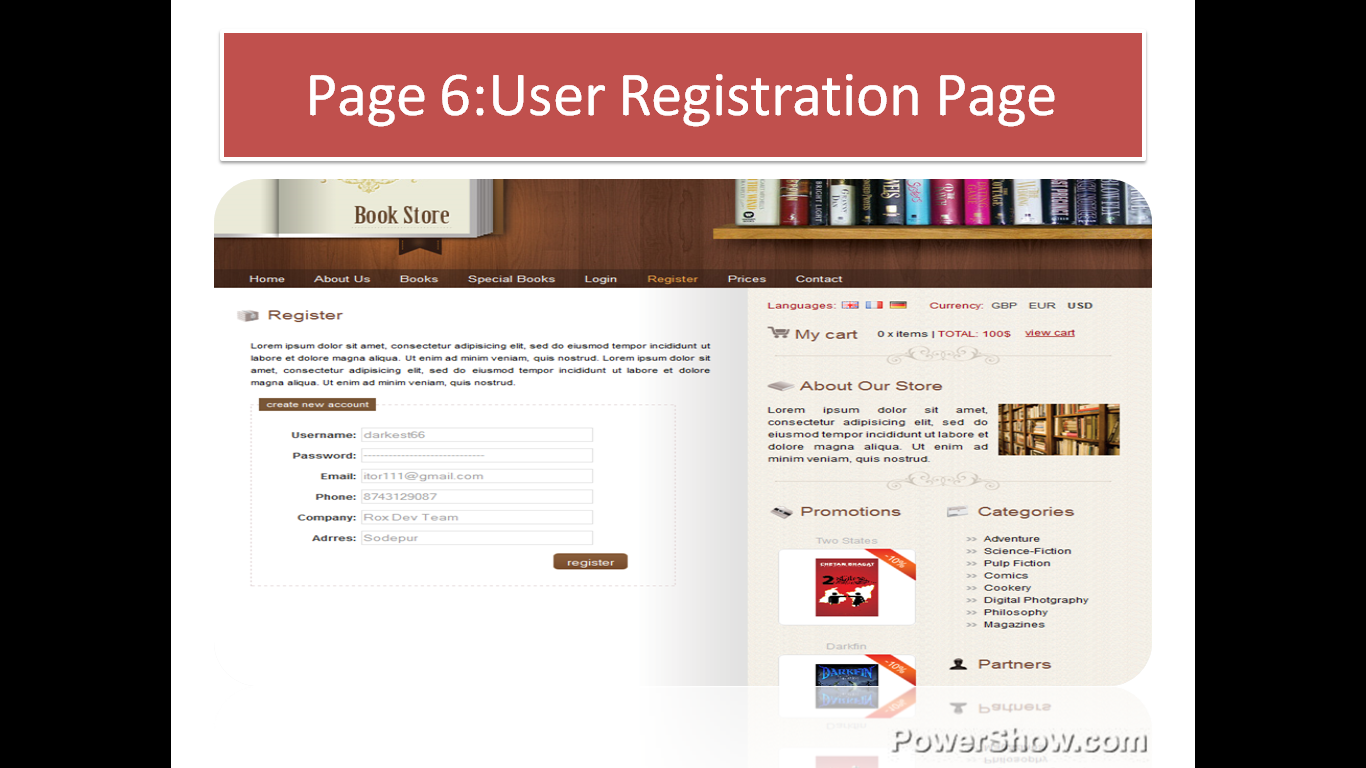 Page 6:User Registration Page
Book Store
Home About Us Books Special Books Login Register Prices Contact
Register
Lorem ipsum dolor sit amet, consectetur adipisicing elit, sed do eiusmod tempor incididunt ut
labore et dolore magna aliqua. Ut enim ad minim veniam, quis nostrud. Lorem ipsum dolor sit
amet, consectetur adipisicing elit, sed do eiusmod tempor incididunt ut labore et dolore
magna aliqua. Ut enim ad minim veniam, quis nostrud.
create new account
Username: darkest66
Password: -----------------------------
Email: itor111@gmail.com
Phone: 8743129087
Company: Rox Dev Team
Adrres: Sodepur
register
Languages: Currency: GBP EUR USD
My cart 0 x items | TOTAL: 100$ view cart
About Our Store
Lorem ipsum dolor sit amet,
consectetur adipisicing elit, sed do
eiusmod tempor incididunt ut labore et
dolore magna aliqua. Ut enim ad
minim veniam, quis nostrud.
Promotions
Two States
-10%
CHETAN BHAGAT
2 states
Darkfin
-10%
DARKFIN
Categories
>> Adventure
>> Science-Fiction
>> Pulp Fiction
>> Comics
>> Cookery
>> Digital Photgraphy
>> Philosophy
>> Magazines
Partners
PowerShow.com